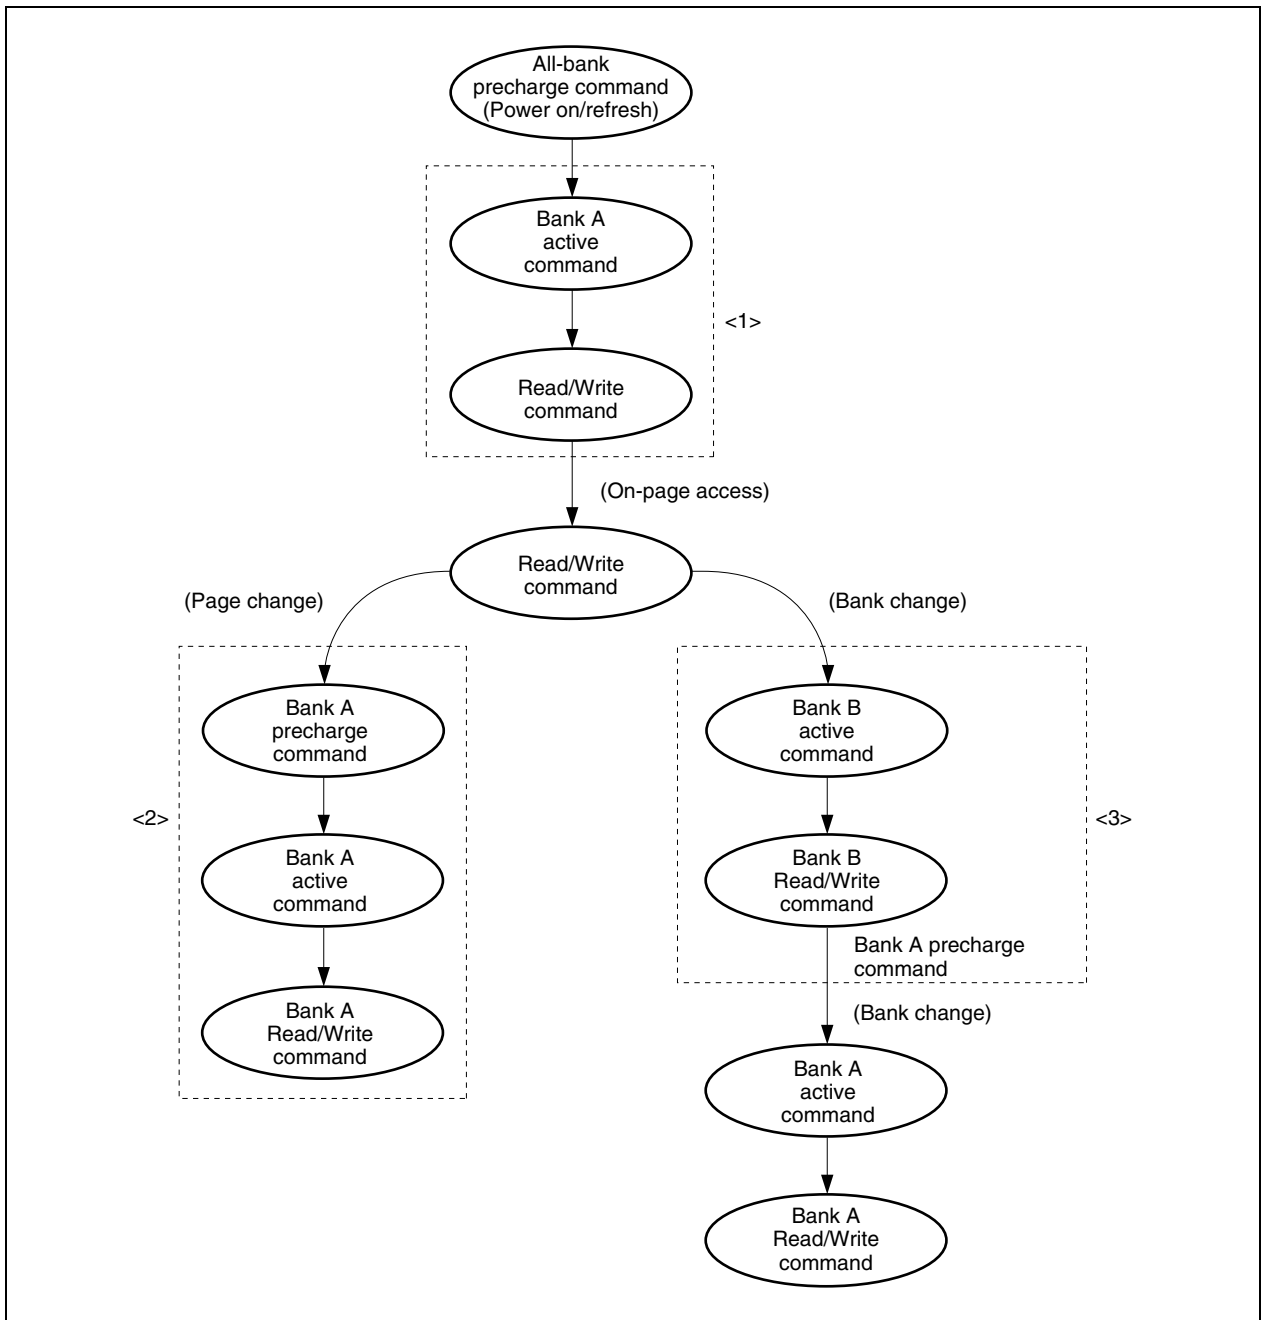 All-bank
precharge command
(Power on/refresh)
Bank A
active
command
<1>
Read/Write
command
(On-page access)
Read/Write
command
(Page change)
(Bank change)
Bank A
precharge
command
Bank B
active
command
<2>
<3>
Bank A
active
command
Bank B
Read/Write
command
Bank A precharge
command
Bank A
Read/Write
command
(Bank change)
Bank A
active
command
Bank A
Read/Write
command